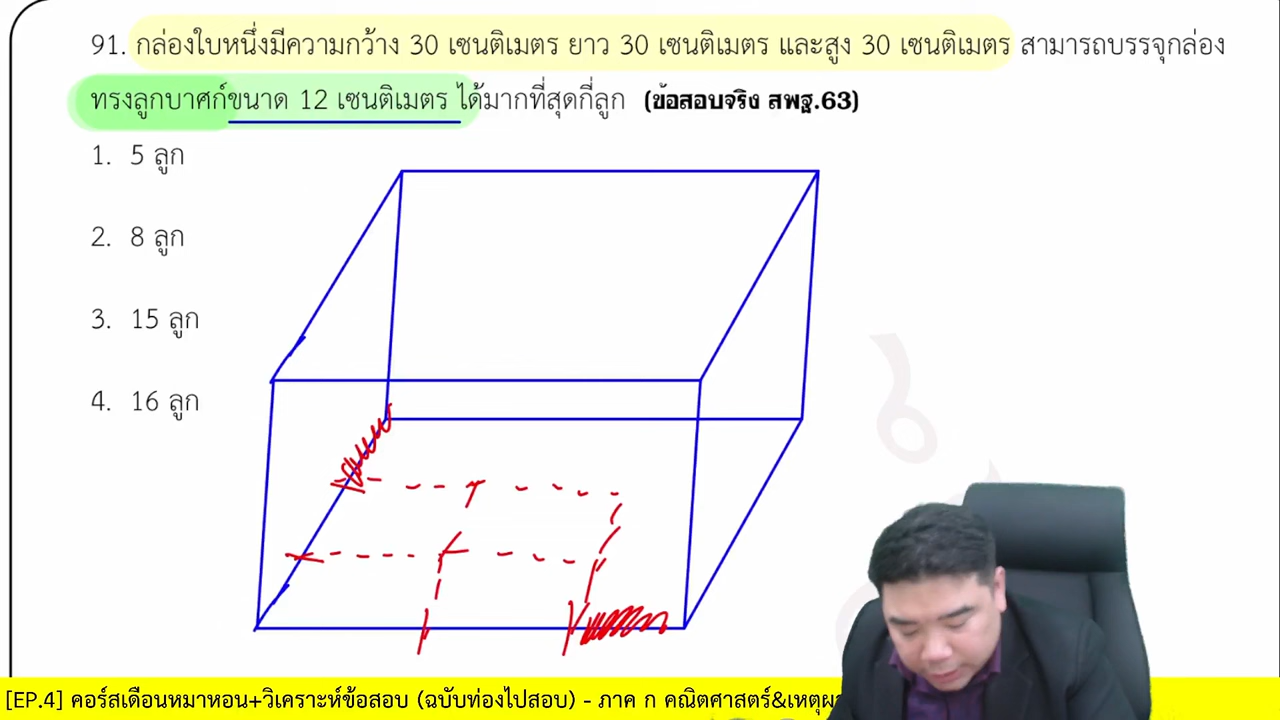 91. กล่องใบหนึ่งมีความกว้าง 30 เซนติเมตร ยาว 30 เซนติเมตร และสูง 30 เซนติเมตร สามารถบรรจุกล่อง
ทรงลูกบาศก์ขนาด 12 เซนติเมตร ได้มากที่สุดกี่ลูก (ข้อสอบจริง สพฐ.63)
1. 5 ลูก
2. 8 ลูก
3. 15 ลูก
4. 16 ลูก
[EP.4] คอร์สเดือนหมาหอน+วิเคราะห์ข้อสอบ (ฉบับท่องไปสอบ) - ภาค ก คณิตศาสตร์&เหตุผ